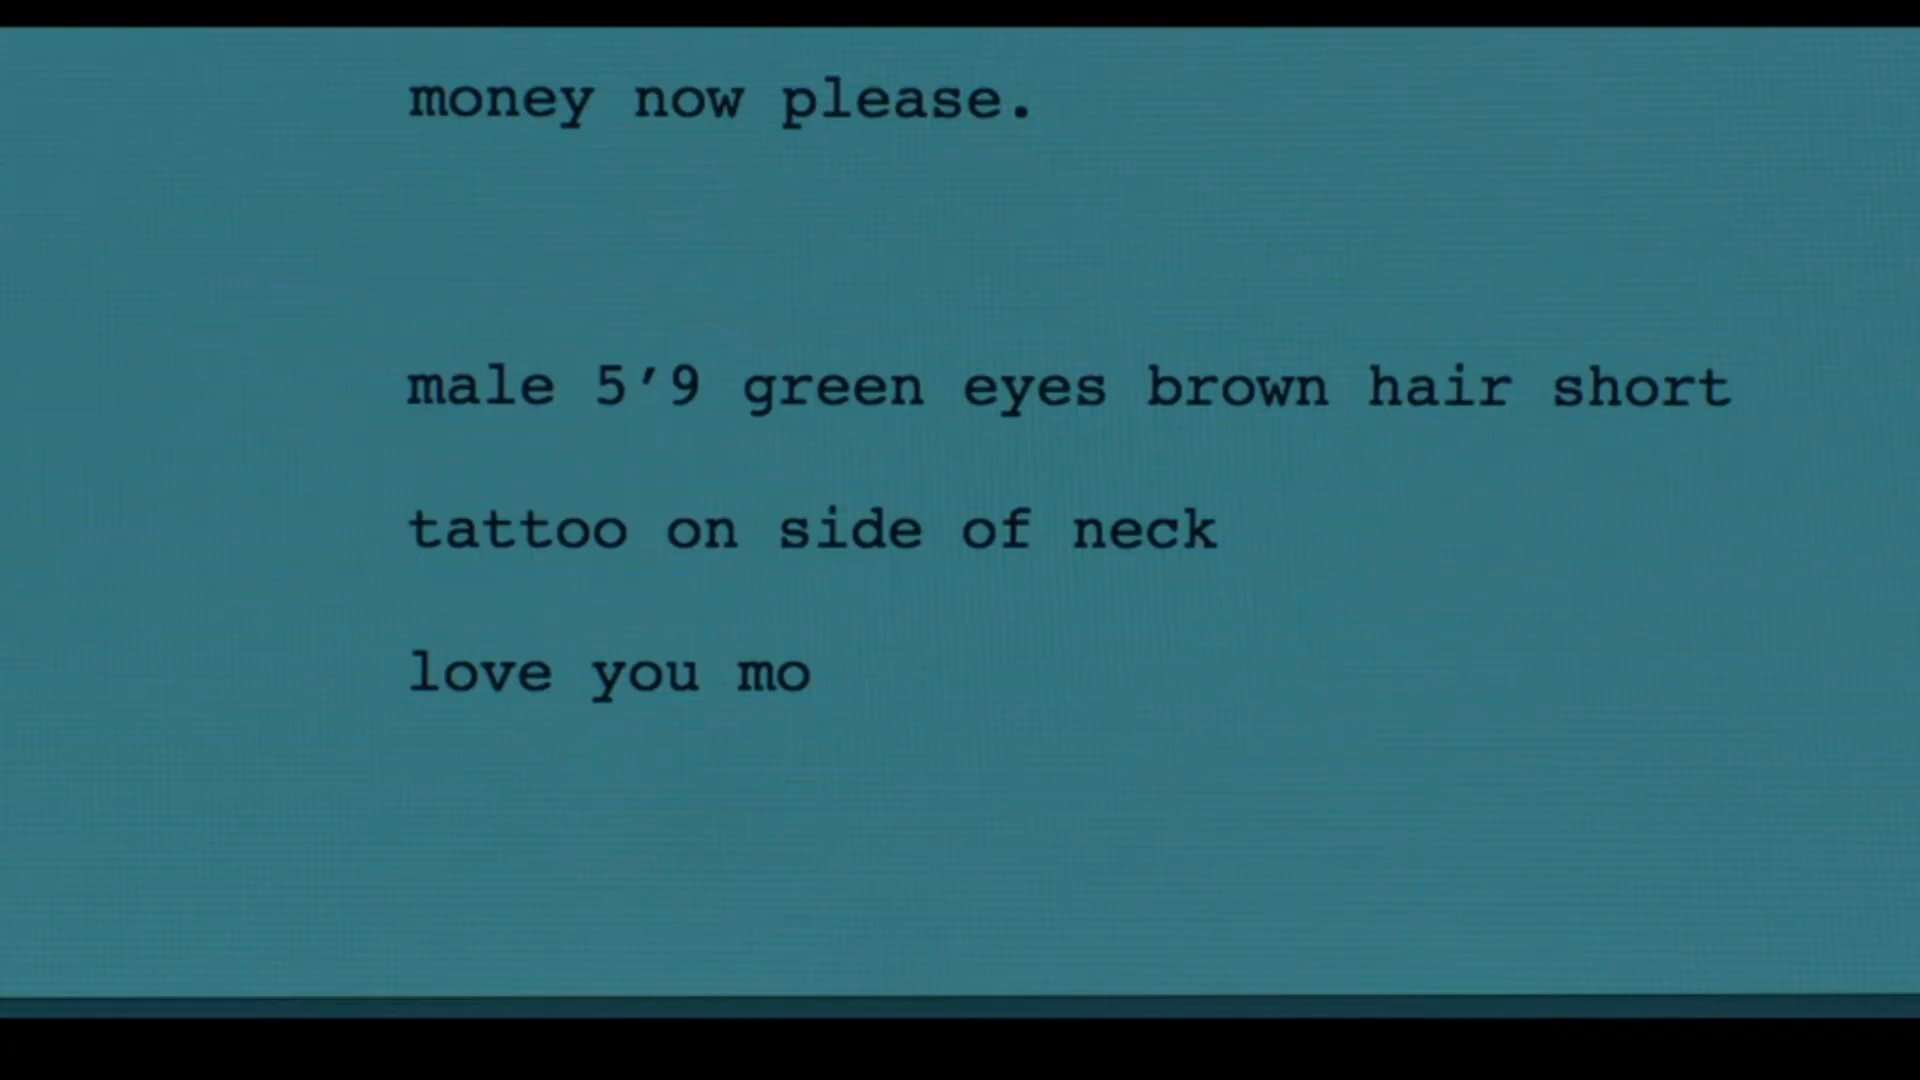 money now please.
male 5'9 green eyes brown hair short
tattoo on side of neck
love you mo